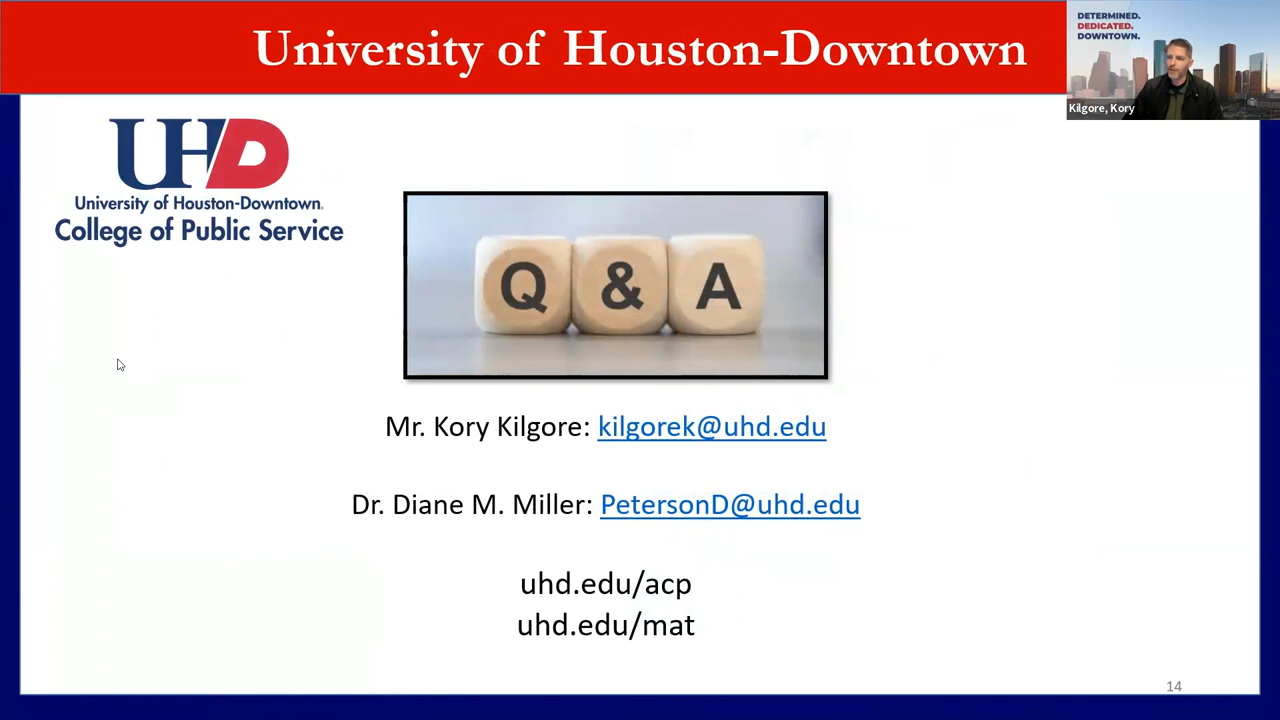 University of Houston-Downtown
DETERMINED.
DEDICATED.
DOWNTOWN.
Kilgore, Kory
UHD
University of Houston-Downtown.
College of Public Service
Q & A
Mr. Kory Kilgore: kilgorek@uhd.edu
Dr. Diane M. Miller: PetersonD@uhd.edu
uhd.edu/acp
uhd.edu/mat
14